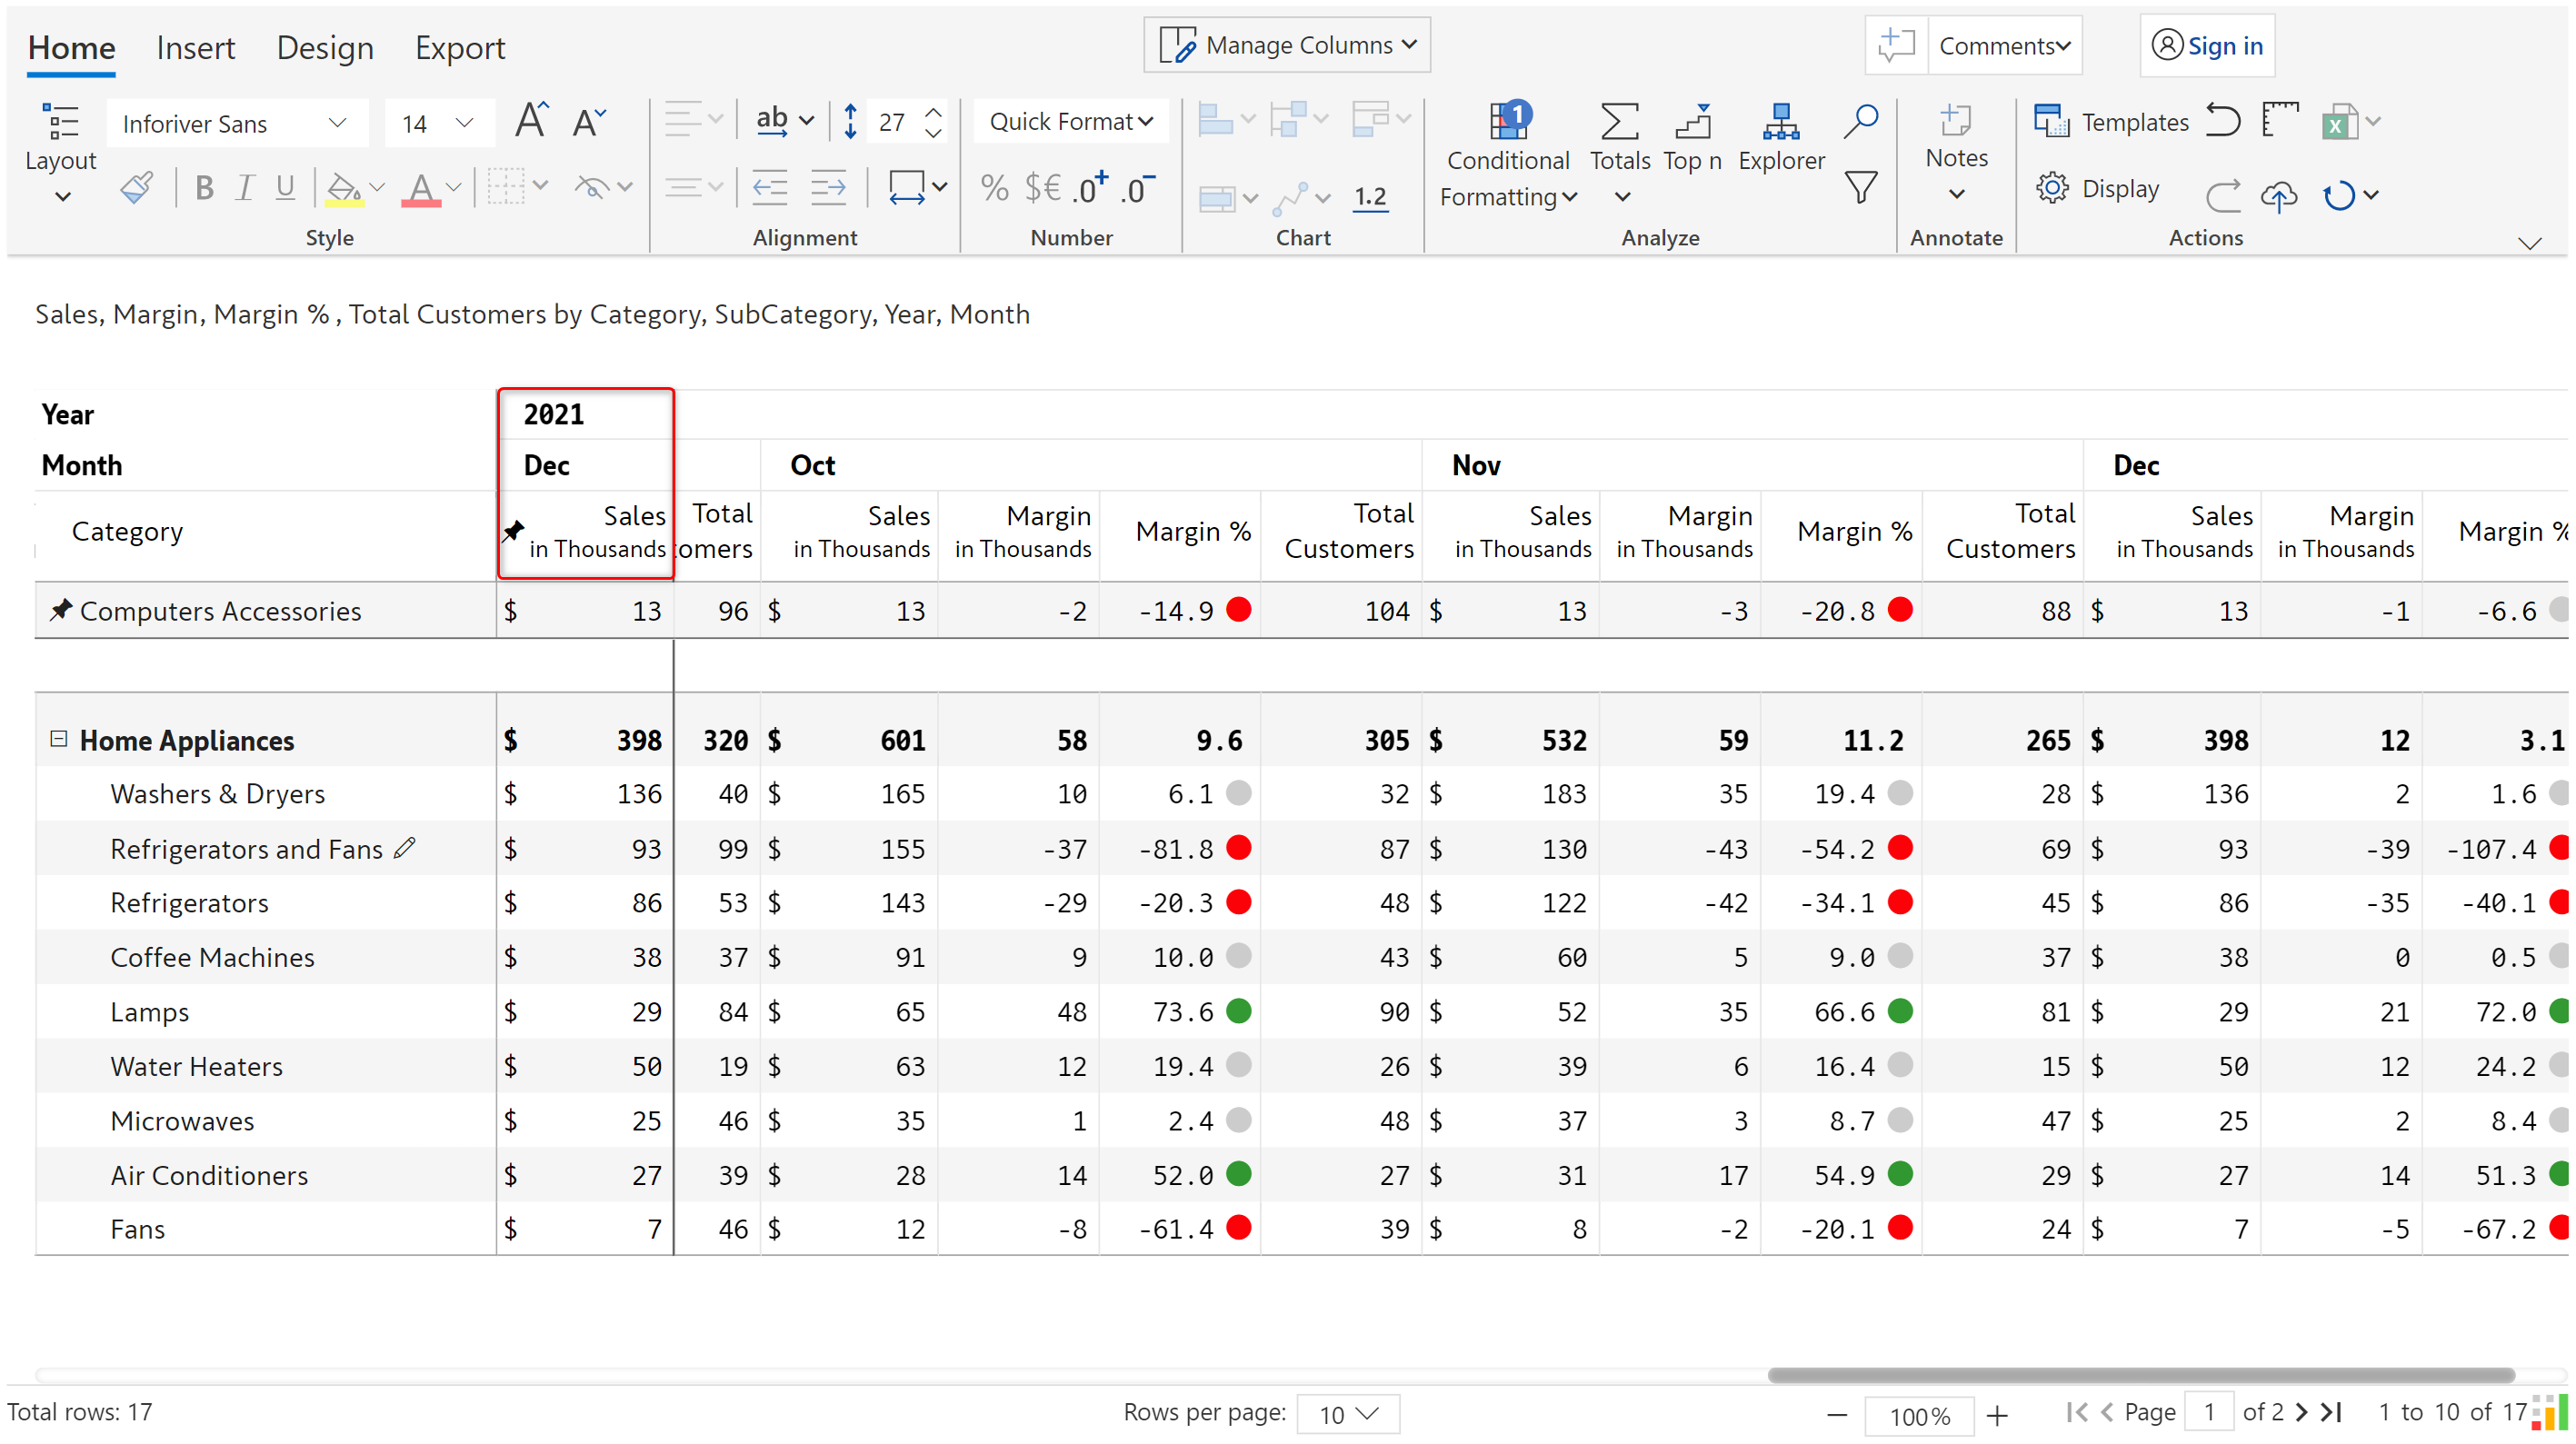 Home Insert Design Export Manage Columns Comments Sign in
Layout Inforiver Sans 14 A A ab 27 Quick Format 1 Conditional Formatting Totals Top n Explorer Notes Templates X
B I U A % $€ .0+ .0- 1.2 Display
Style Alignment Number Chart Analyze Annotate Actions
Sales, Margin, Margin % , Total Customers by Category, SubCategory, Year, Month
Year 2021
Month Dec Oct Nov Dec
Category Sales in Thousands Total omers Sales in Thousands Margin in Thousands Margin % Total Customers Sales in Thousands Margin in Thousands Margin % Total Customers Sales in Thousands Margin in Thousands Margin %
Computers Accessories $ 13 96 $ 13 -2 -14.9 104 $ 13 -3 -20.8 88 $ 13 -1 -6.6
Home Appliances $ 398 320 $ 601 58 9.6 305 $ 532 59 11.2 265 $ 398 12 3.1
Washers & Dryers $ 136 40 $ 165 10 6.1 32 $ 183 35 19.4 28 $ 136 2 1.6
Refrigerators and Fans $ 93 99 $ 155 -37 -81.8 87 $ 130 -43 -54.2 69 $ 93 -39 -107.4
Refrigerators $ 86 53 $ 143 -29 -20.3 48 $ 122 -42 -34.1 45 $ 86 -35 -40.1
Coffee Machines $ 38 37 $ 91 9 10.0 43 $ 60 5 9.0 37 $ 38 0 0.5
Lamps $ 29 84 $ 65 48 73.6 90 $ 52 35 66.6 81 $ 29 21 72.0
Water Heaters $ 50 19 $ 63 12 19.4 26 $ 39 6 16.4 15 $ 50 12 24.2
Microwaves $ 25 46 $ 35 1 2.4 48 $ 37 3 8.7 47 $ 25 2 8.4
Air Conditioners $ 27 39 $ 28 14 52.0 27 $ 31 17 54.9 29 $ 27 14 51.3
Fans $ 7 46 $ 12 -8 -61.4 39 $ 8 -2 -20.1 24 $ 7 -5 -67.2
Total rows: 17 Rows per page: 10 100% Page 1 of 2 1 to 10 of 17